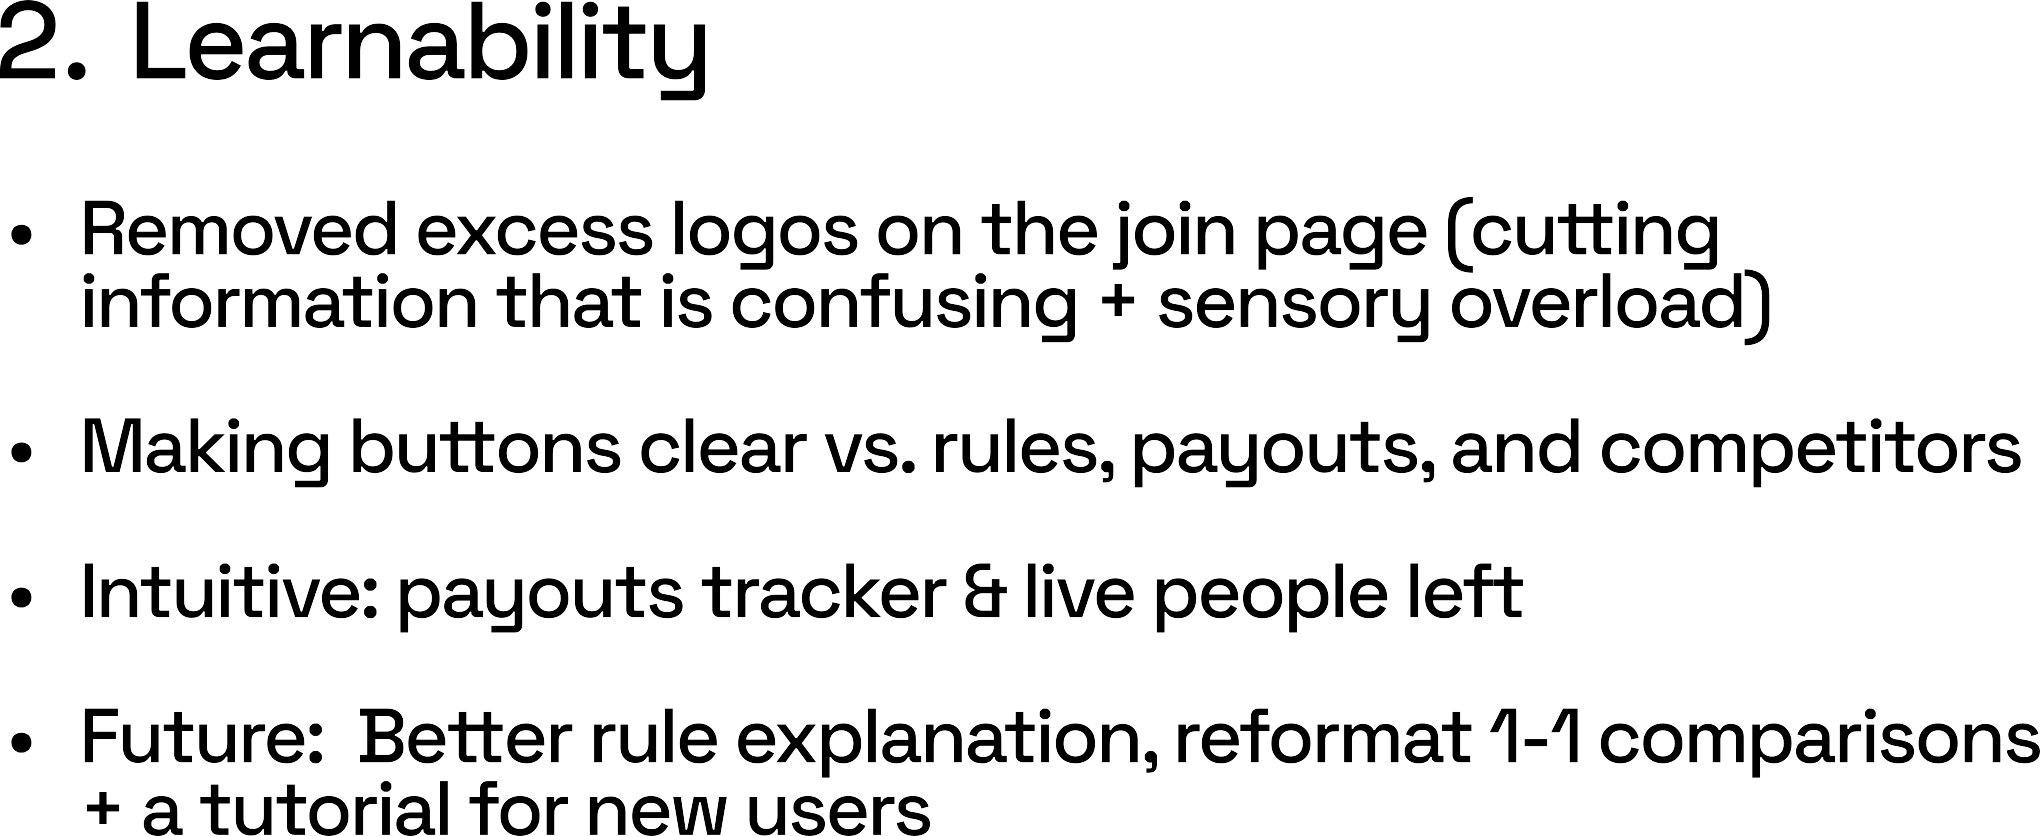 2. Learnability
• Removed excess logos on the join page (cutting
information that is confusing + sensory overload)
• Making buttons clear vs. rules, payouts, and competitors
• Intuitive: payouts tracker & live people left
• Future:  Better rule explanation, reformat 1-1 comparisons
+ a tutorial for new users